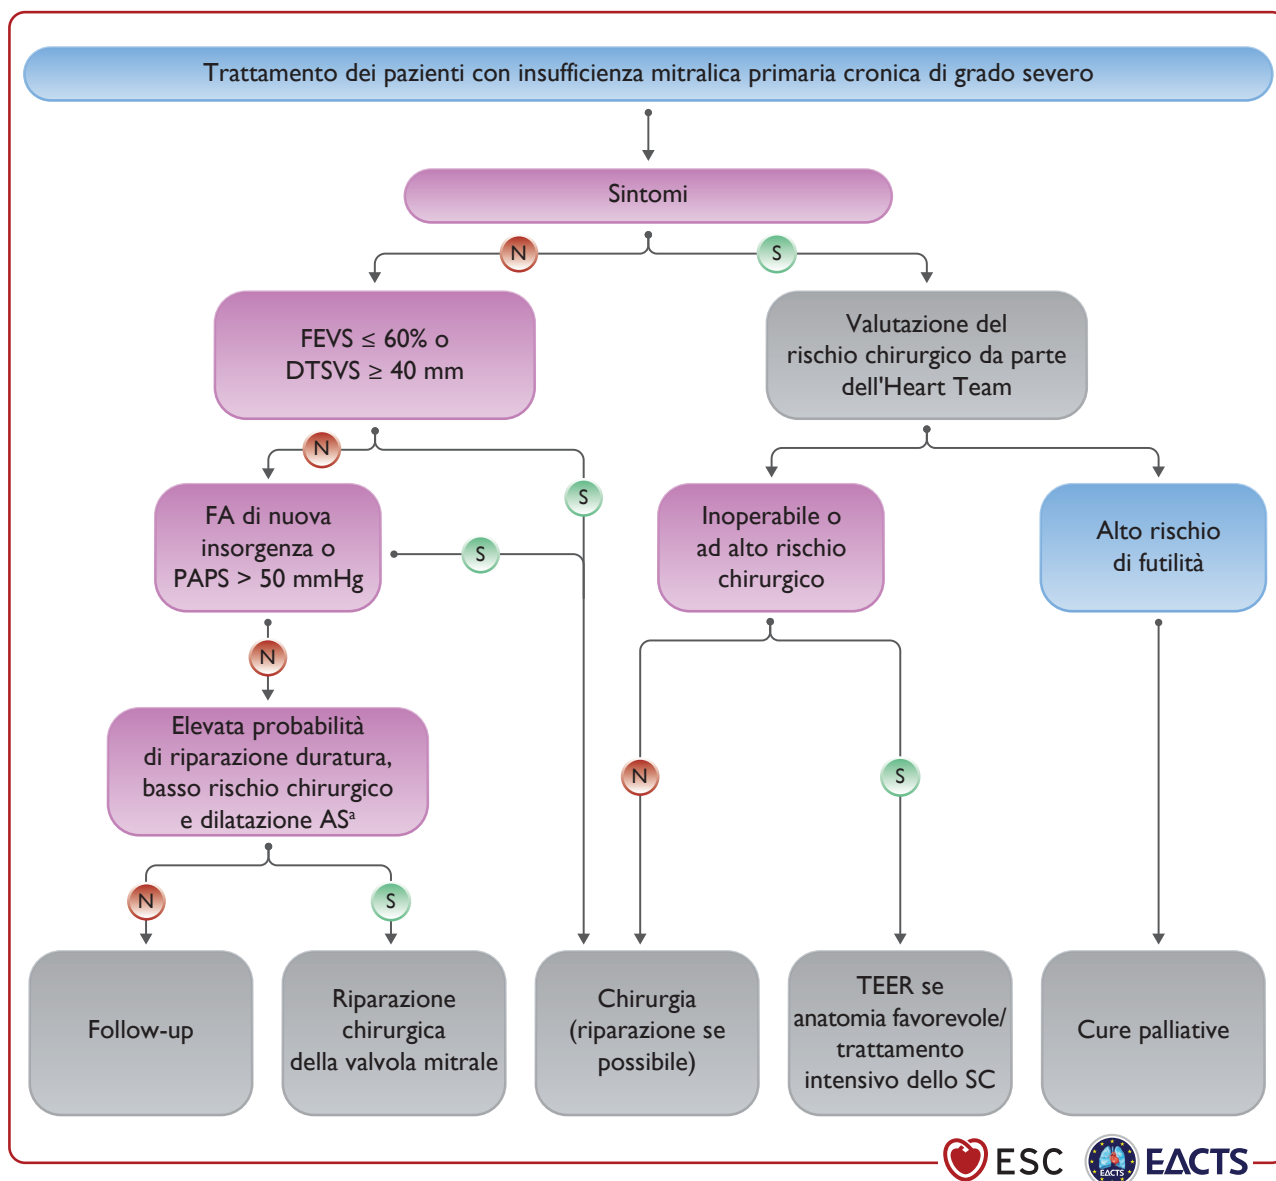 Trattamento dei pazienti con insufficienza mitralica primaria cronica di grado severo
Sintomi
N
S
FEVS ≤ 60% o
DTSVS ≥ 40 mm
Valutazione del
rischio chirurgico da parte
dell'Heart Team
N
S
FA di nuova
insorgenza o
PAPS > 50 mmHg
S
Inoperabile o
ad alto rischio
chirurgico
Alto rischio
di futilità
N
Elevata probabilità
di riparazione duratura,
basso rischio chirurgico
e dilatazione ASᵃ
N
S
N
S
Follow-up
Riparazione
chirurgica
della valvola mitrale
Chirurgia
(riparazione se
possibile)
TEER se
anatomia favorevole/
trattamento
intensivo dello SC
Cure palliative
ESC
EACTS
EACTS